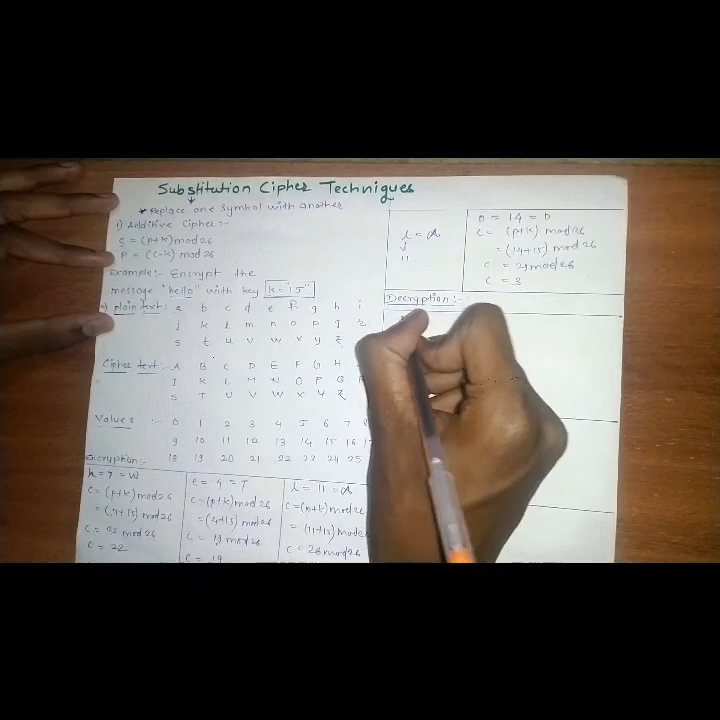 Substitution Cipher Techniques
* Replace one symbol with another
1) Additive Cipher :-
C = (P+K) mod 26
P = (C-K) mod 26
Example:- Encrypt the
message "hello" with key K="15"
plain text: a b c d e f g h i
j k l m n o p q r
s t u v w x y z
Cipher text: A B C D E F G H
J K L M N O P Q R
S T U V W X Y Z
Values :- 0 1 2 3 4 5 6 7 8
9 10 11 12 13 14 15 16 17
18 19 20 21 22 22 24 25
Encryption:-
h = 7 = W
C = (P+K) mod 26
= (7+15) mod 26
C = 22 mod 26
C = 22
e = 4 = T
C = (P+K) mod 26
= (4+15) mod 26
C = 19 mod 26
C = 19
l = 11 = A
C = (P+K) mod 26
= (11+15) mod 26
C = 26 mod 26
l = A
11
O = 14 = D
C = (P+K) mod 26
= (14+15) mod 26
C = 29 mod 26
C = 3
Decryption:-